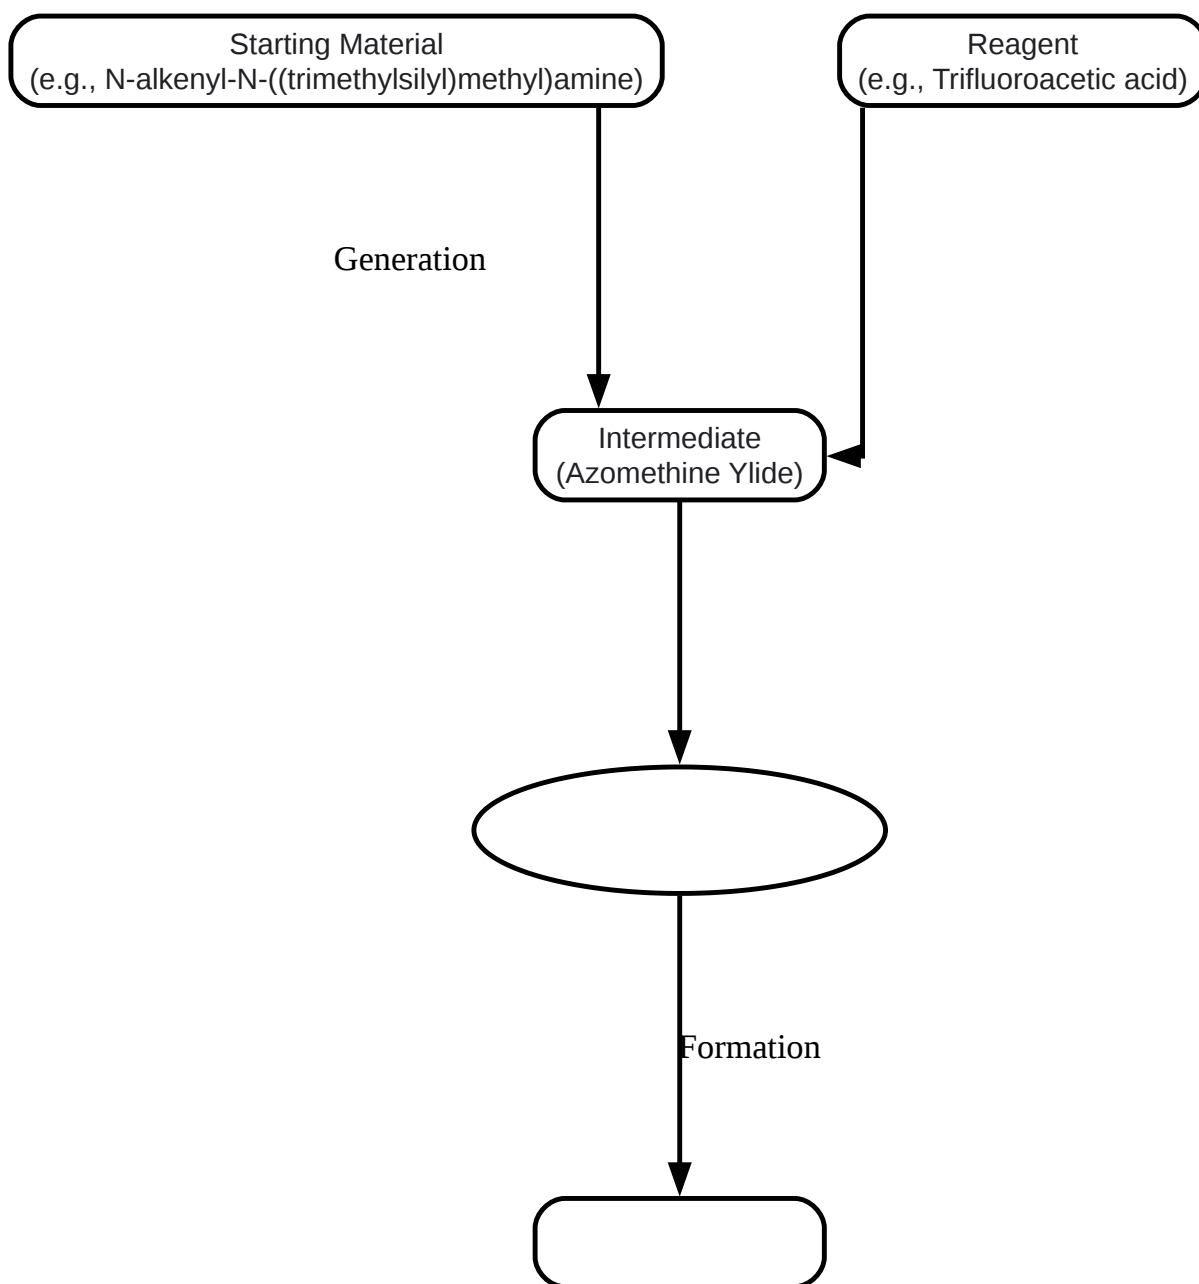 Starting Material
(e.g., N-alkenyl-N-((trimethylsilyl)methyl)amine)
Reagent
(e.g., Trifluoroacetic acid)
Generation
Intermediate
(Azomethine Ylide)
Formation